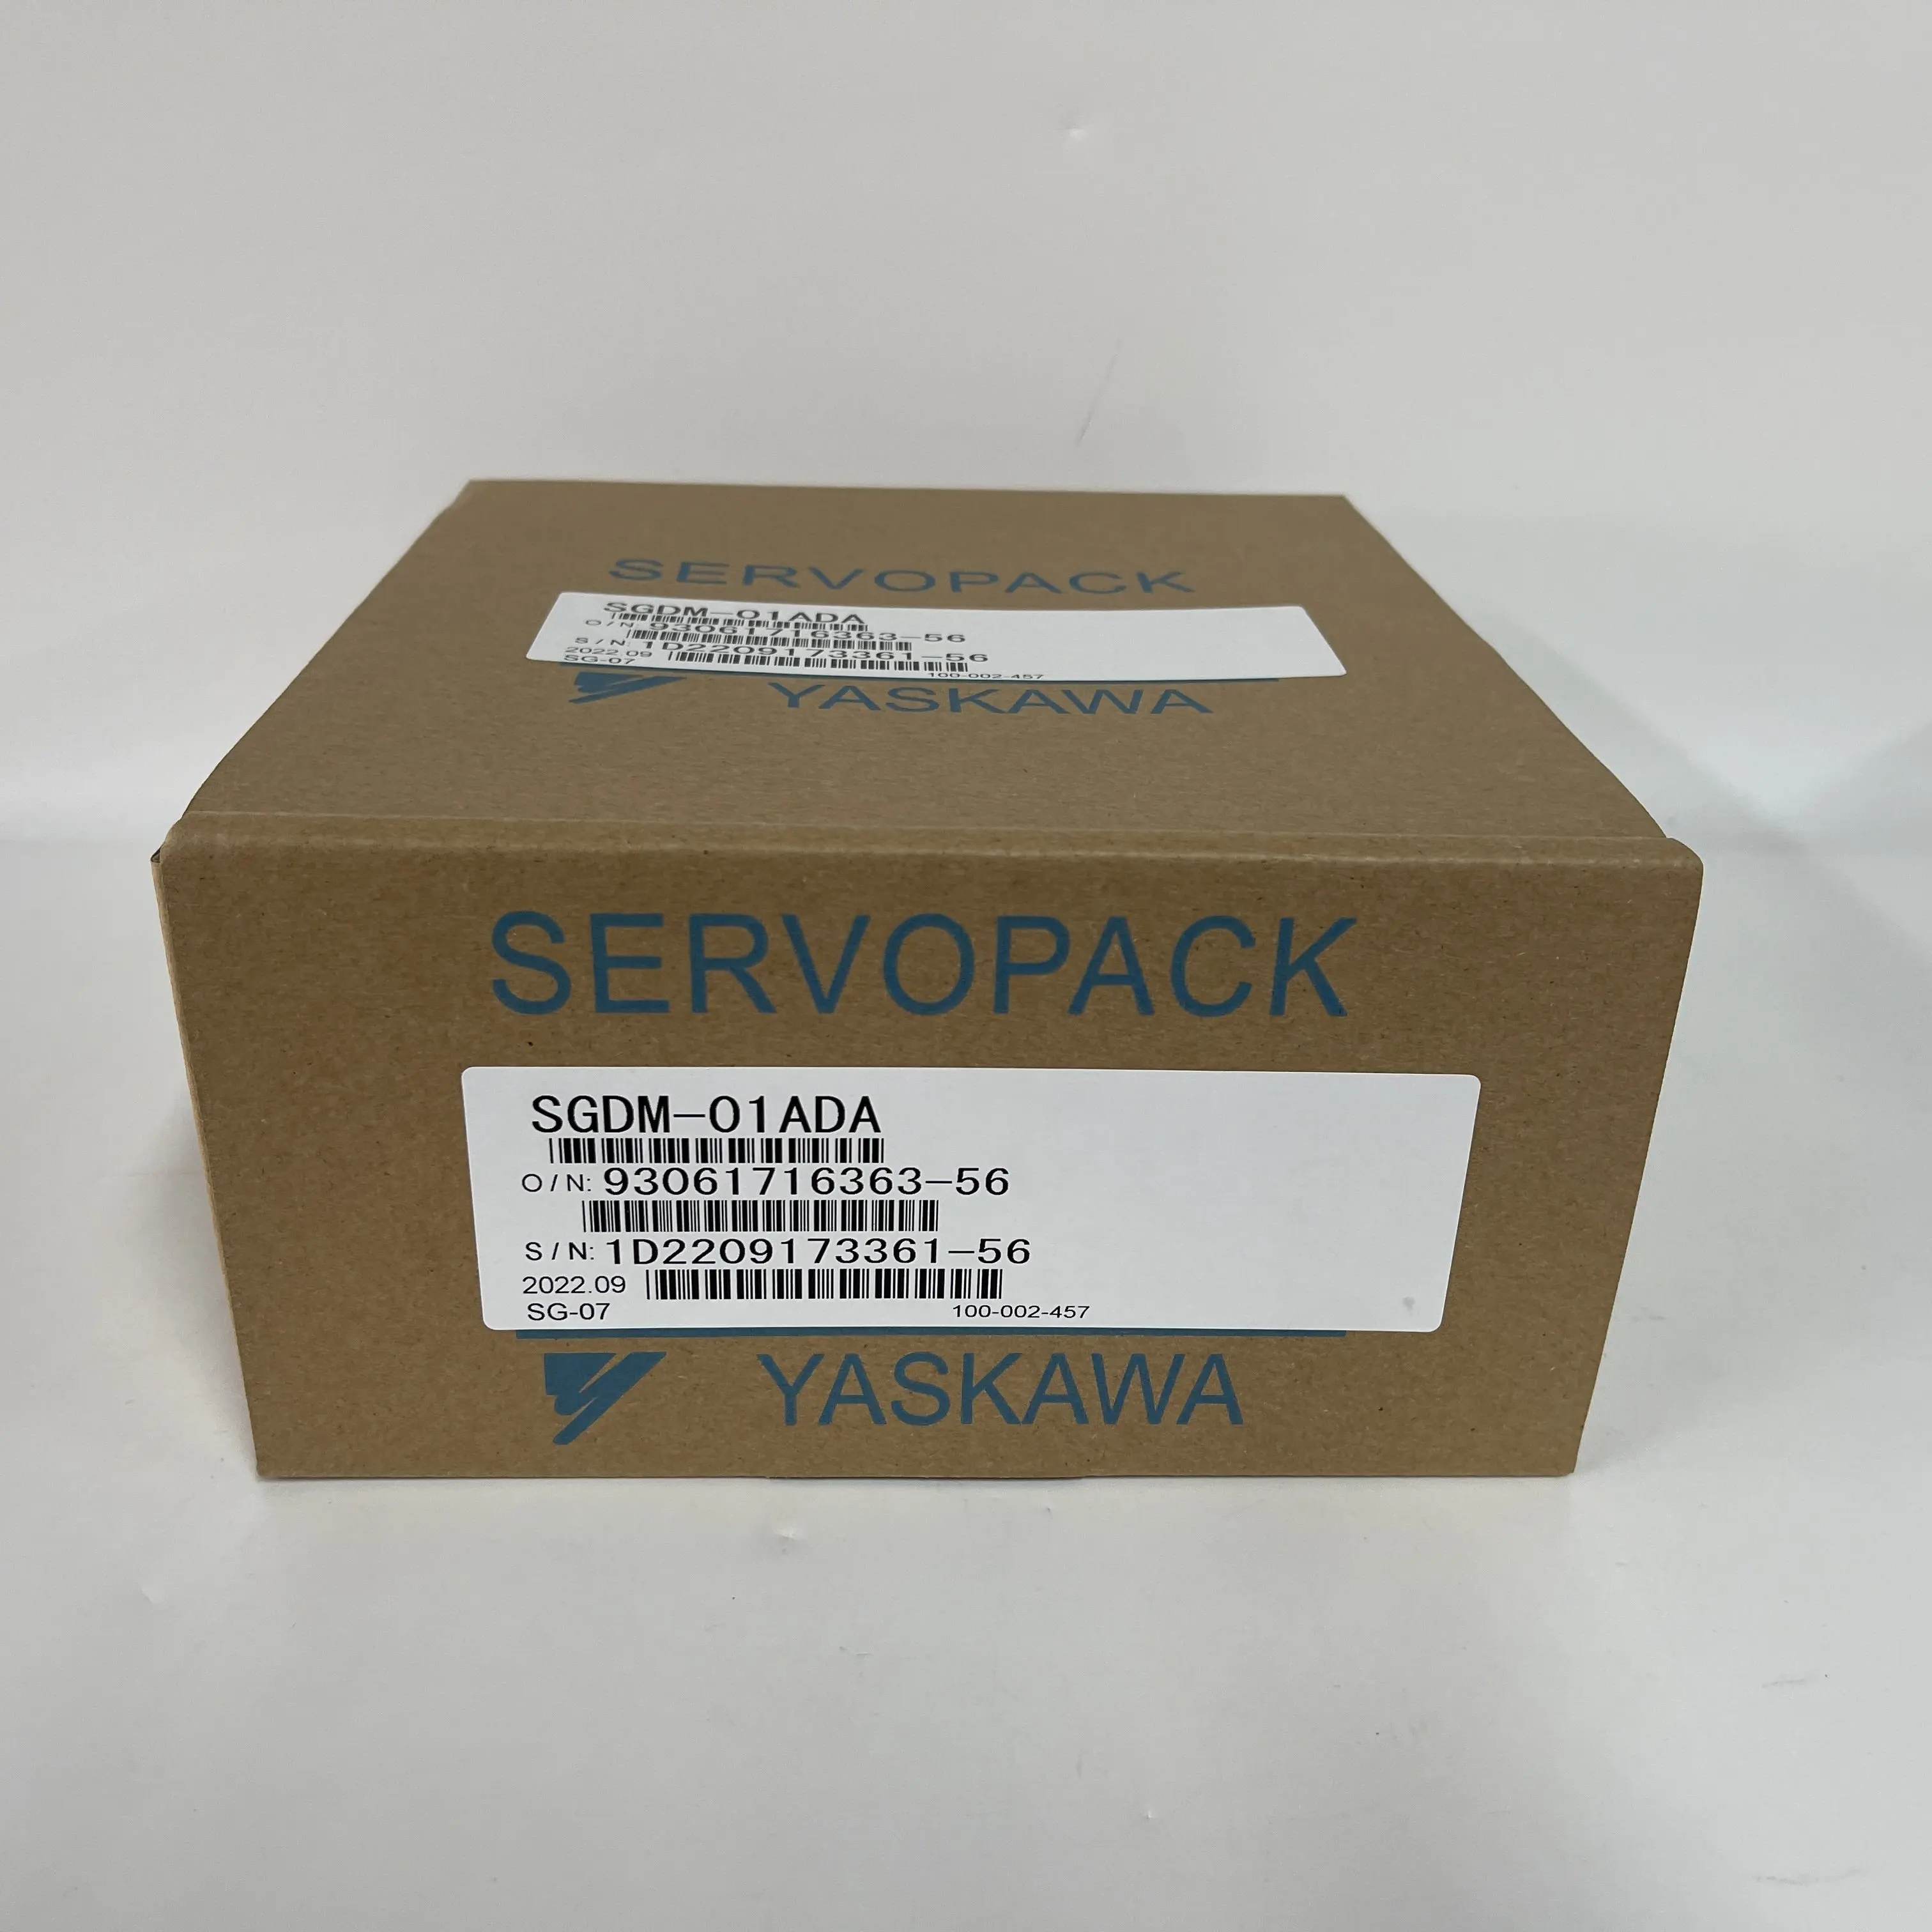 SERVOPACK
SGDM-01ADA
O/N: 93061716363-56
S/N: 1D2209173361-56
2022.09
SG-07 100-002-457
YASKAWA
SERVOPACK
SGDM-01ADA
O/N: 93061716363-56
S/N: 1D2209173361-56
2022.09
SG-07 100-002-457
YASKAWA